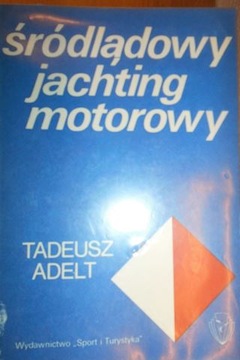 śródlądowy
jachting
motorowy
TADEUSZ
ADELT
Wydawnictwo „Sport i Turystyka”